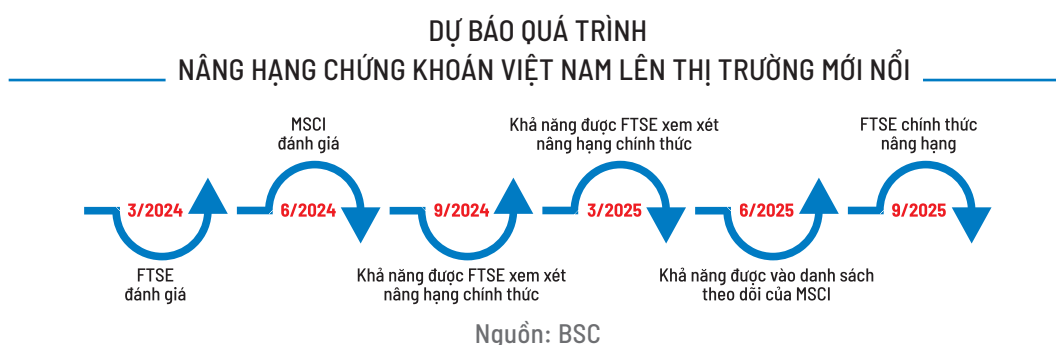 DỰ BÁO QUÁ TRÌNH
NÂNG HẠNG CHỨNG KHOÁN VIỆT NAM LÊN THỊ TRƯỜNG MỚI NỔI
3/2024
FTSE
đánh giá
MSCI
đánh giá
6/2024
9/2024
Khả năng được FTSE xem xét
nâng hạng chính thức
Khả năng được FTSE xem xét
nâng hạng chính thức
3/2025
6/2025
Khả năng được vào danh sách
theo dõi của MSCI
FTSE chính thức
nâng hạng
9/2025
Nguồn: BSC